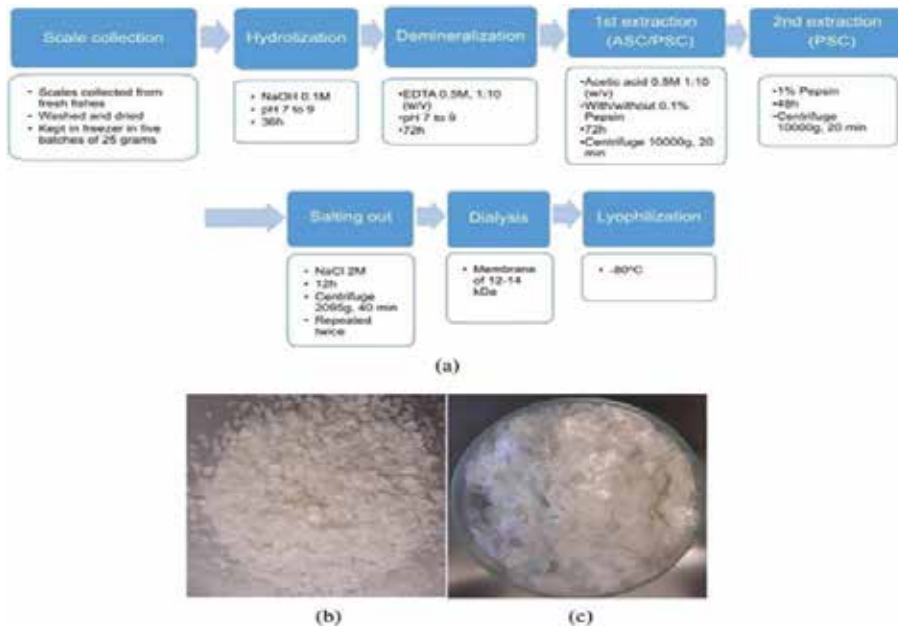 Scale collection
• Scales collected from
fresh fishes
• Washed and dried
• Kept in freezer in five
batches of 25 grams
Hydrolization
• NaOH 0.1M
• pH 7 to 9
• 36h
Demineralization
•EDTA 0.5M, 1:10
(w/v)
•pH 7 to 9
•72h
1st extraction
(ASC/PSC)
•Acetic acid 0.5M 1:10
(w/v)
•With/without 0.1%
Pepsin
•72h
•Centrifuge 10000g, 20
min
2nd extraction
(PSC)
•1% Pepsin
•48h
•Centrifuge
10000g, 20 min
Salting out
• NaCl 2M
• 12h
• Centrifuge
2095g, 40 min
• Repeated
twice
Dialysis
• Membrane
of 12-14
kDa
Lyophilization
• -80ºC
(a)
(b)
(c)